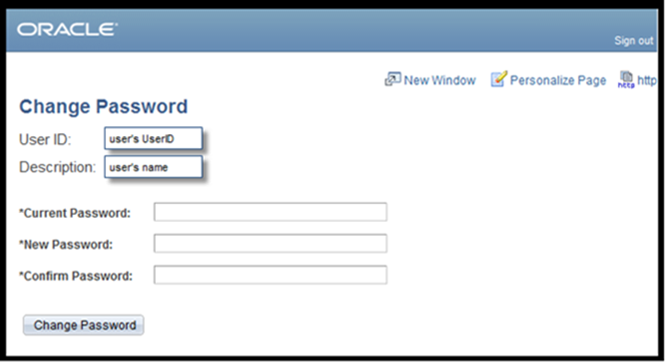 ORACLE
Sign out
New Window Personalize Page http
Change Password
User ID: user's UserID
Description: user's name
*Current Password:
*New Password:
*Confirm Password:
Change Password